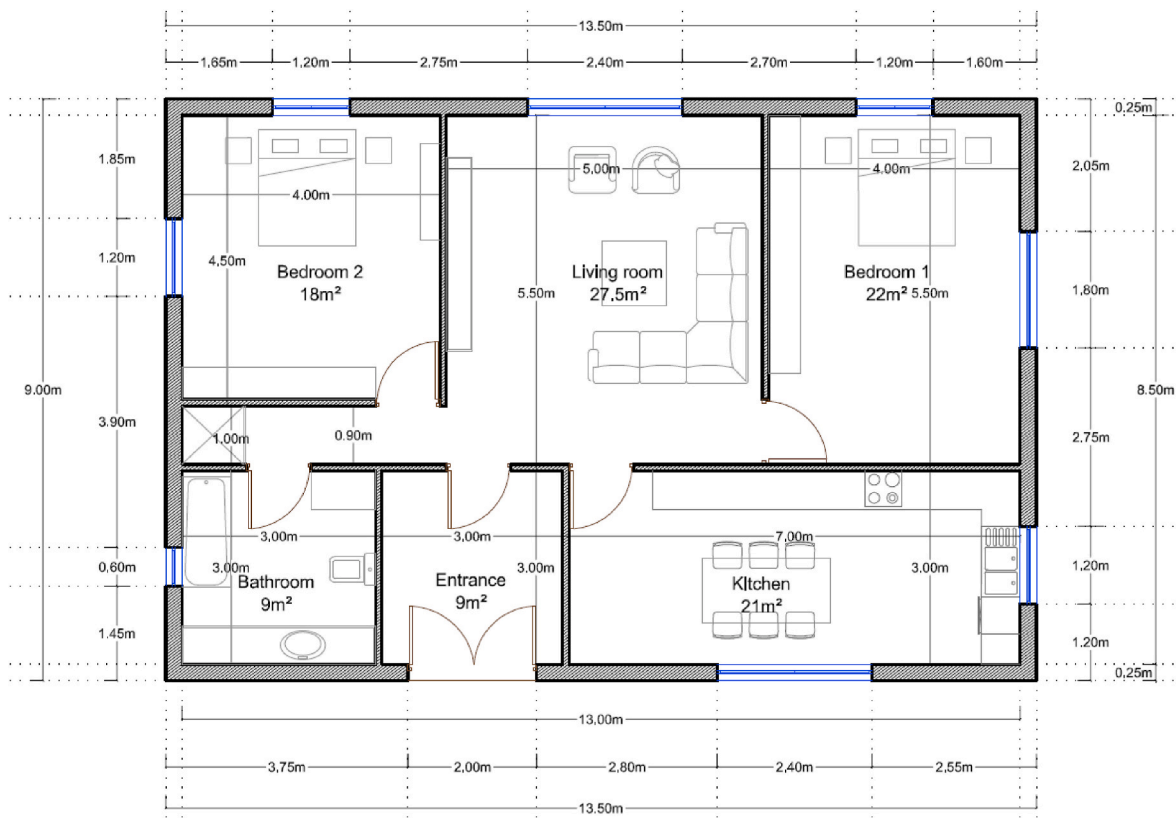 13.50m
1,65m
1,20m
2,75m
2,40m
2,70m
1,20m
1,60m
0,25m
1.85m
2,05m
5,00m
4.00m
4.00m
1.20m
4,50m
Bedroom 2
18m²
Living room
27.5m²
5.50m
Bedroom 1
22m²
5.50m
1,80m
9.00m
8.50m
3.90m
1.00m
0.90m
2.75m
3,00m
3.00m
7.00m
0.60m
3.00m
Bathroom
9m²
Entrance
9m²
3.00m
KItchen
21m²
3.00m
1,20m
1.45m
1.20m
0,25m
13.00m
3,75m
2,00m
2,80m
2,40m
2,55m
13.50m